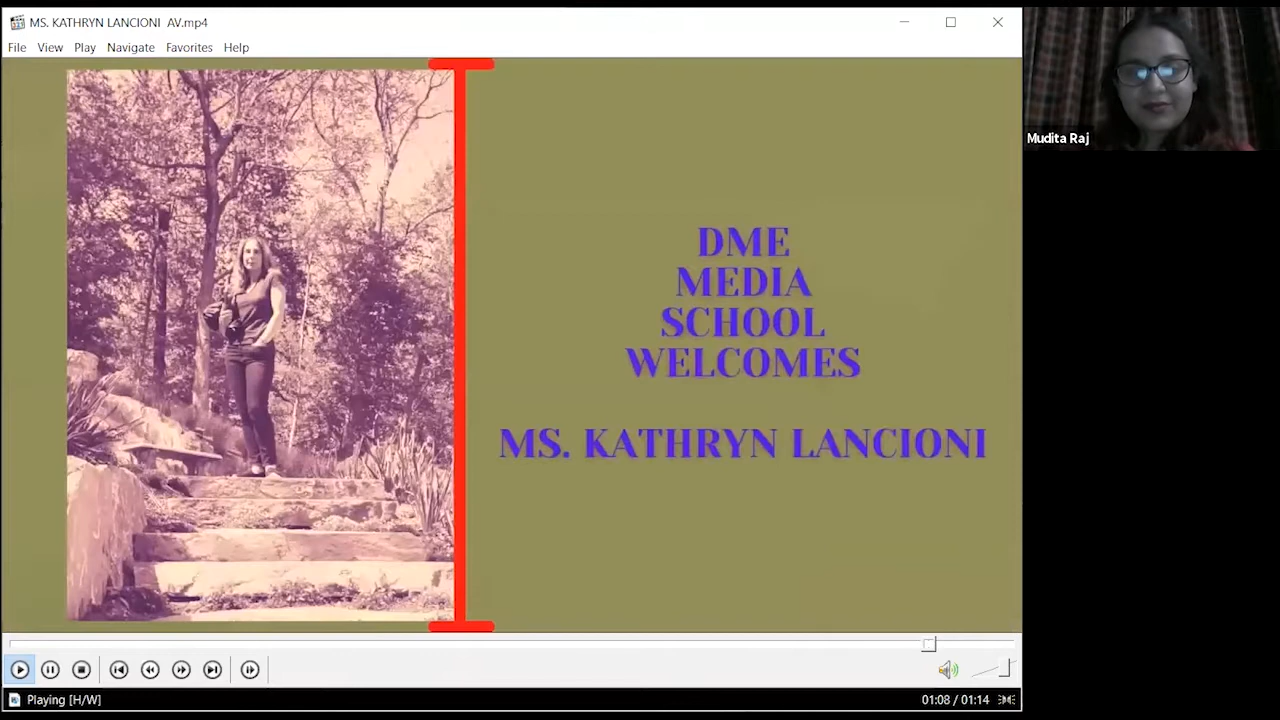 MS. KATHRYN LANCIONI AV.mp4
File View Play Navigate Favorites Help
DME
MEDIA
SCHOOL
WELCOMES
MS. KATHRYN LANCIONI
Mudita Raj
Playing [H/W]
01:08 / 01:14